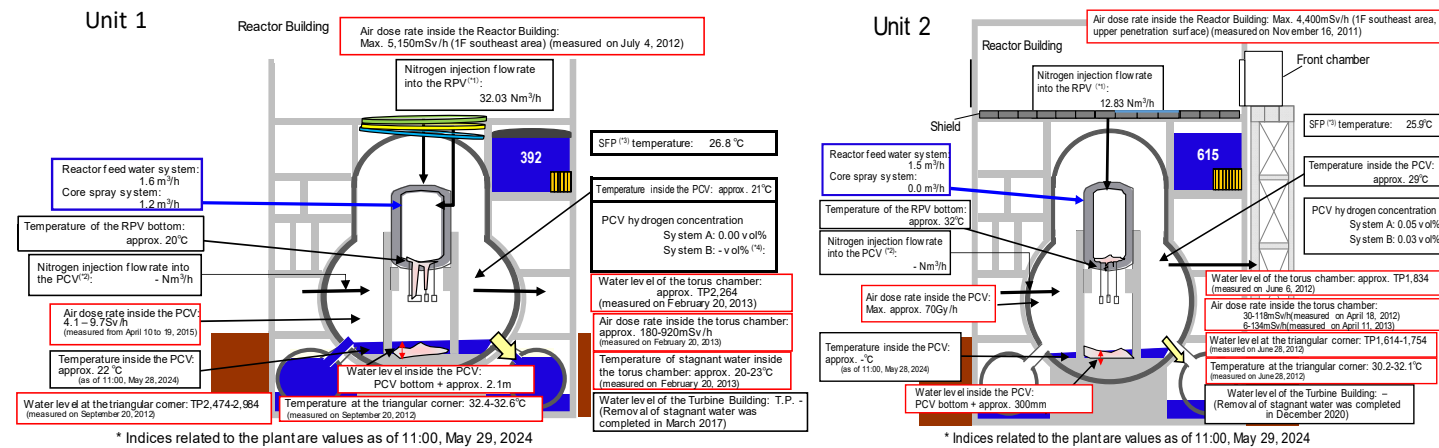 Unit 1
Reactor Building
Air dose rate inside the Reactor Building:
Max. 5,150mSv/h (1F southeast area) (measured on July 4, 2012)
Nitrogen injection flow rate
into the RPV(*1):
32.03 Nm3/h
392
SFP (*3) temperature: 26.8℃
Reactor feed water system:
1.6 m3/h
Core spray system:
1.2 m3/h
Temperature inside the PCV: approx. 21℃
PCV hydrogen concentration
System A: 0.00 vol%
System B: - vol% (*4):
Temperature of the RPV bottom:
approx. 20℃
Nitrogen injection flow rate into
the PCV(*2): - Nm3/h
Water level of the torus chamber:
approx. TP2,264
(measured on February 20, 2013)
Air dose rate inside the PCV:
4.1 – 9.7Sv/h
(measured from April 10 to 19, 2015)
Air dose rate inside the torus chamber:
approx. 180-920mSv/h
(measured on February 20, 2013)
Temperature inside the PCV:
approx. 22℃
(as of 11:00, May 28, 2024)
Temperature of stagnant water inside
the torus chamber: approx. 20-23℃
(measured on February 20, 2013)
Water level inside the PCV:
PCV bottom + approx. 2.1m
Water level at the triangular corner: TP2,474-2,984
(measured on September 20, 2012)
Temperature at the triangular corner: 32.4-32.6℃
(measured on September 20, 2012)
Water level of the Turbine Building: T.P. -
(Removal of stagnant water was
completed in March 2017)
* Indices related to the plant are values as of 11:00, May 29, 2024
Unit 2
Air dose rate inside the Reactor Building: Max. 4,400mSv/h (1F southeast area,
upper penetration surface) (measured on November 16, 2011)
Reactor Building
Front chamber
Nitrogen injection flow rate
into the RPV(*1):
12.83 Nm3/h
Shield
615
SFP (*3) temperature: 25.9℃
Reactor feed water system:
1.5 m3/h
Core spray system:
0.0 m3/h
Temperature inside the PCV:
approx. 29℃
Temperature of the RPV bottom:
approx. 32℃
PCV hydrogen concentration
System A: 0.05 vol%
System B: 0.03 vol%
Nitrogen injection flow rate
into the PCV(*2):
- Nm3/h
Water level of the torus chamber: approx. TP1,834
(measured on June 6, 2012)
Air dose rate inside the PCV:
Max. approx. 70Gy/h
Air dose rate inside the torus chamber:
30-118mSv/h(measured on April 18, 2012)
6-134mSv/h(measured on April 11, 2013)
Water level at the triangular corner: TP1,614-1,754
(measured on June 28, 2012)
Temperature inside the PCV:
approx. -℃
(as of 11:00, May 28, 2024)
Temperature at the triangular corner: 30.2-32.1℃
(measured on June 28, 2012)
Water level inside the PCV:
PCV bottom + approx. 300mm
Water level of the Turbine Building: –
(Removal of stagnant water was completed
in December 2020)
* Indices related to the plant are values as of 11:00, May 29, 2024